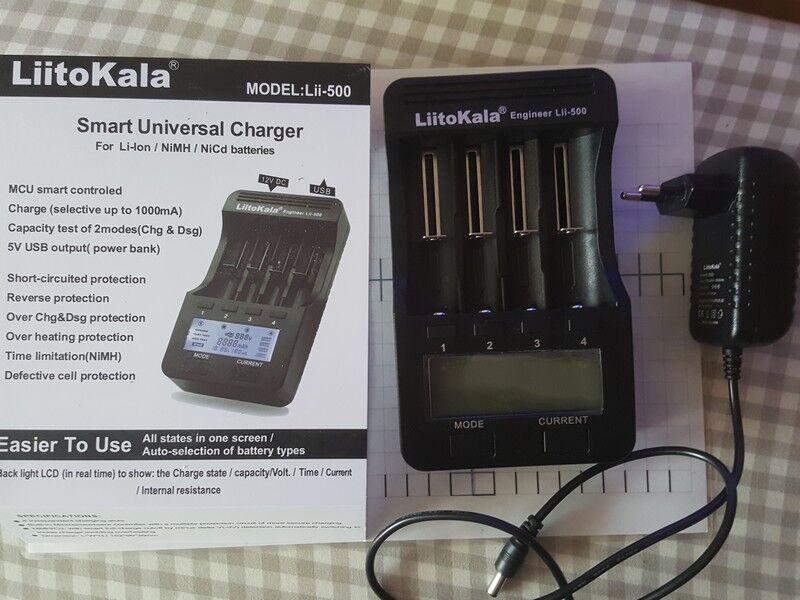 LiitoKala®
MODEL:Lii-500
Smart Universal Charger
For Li-Ion / NiMH / NiCd batteries
12V DC
USB
MCU smart controled
Charge (selective up to 1000mA)
Capacity test of 2modes(Chg & Dsg)
5V USB output( power bank)
Short-circuited protection
Reverse protection
Over Chg&Dsg protection
Over heating protection
Time limitation(NiMH)
Defective cell protection
LiitoKala® Engineer Lii-500
1 2 3 4
MODE CURRENT
Easier To Use
All states in one screen /
Auto-selection of battery types
Back light LCD (in real time) to show: the Charge state / capacity/Volt. / Time / Current
/ Internal resistance
SPECIFICATIONS:
LiitoKala® Engineer Lii-500
1 2 3 4
MODE CURRENT
LiitoKala